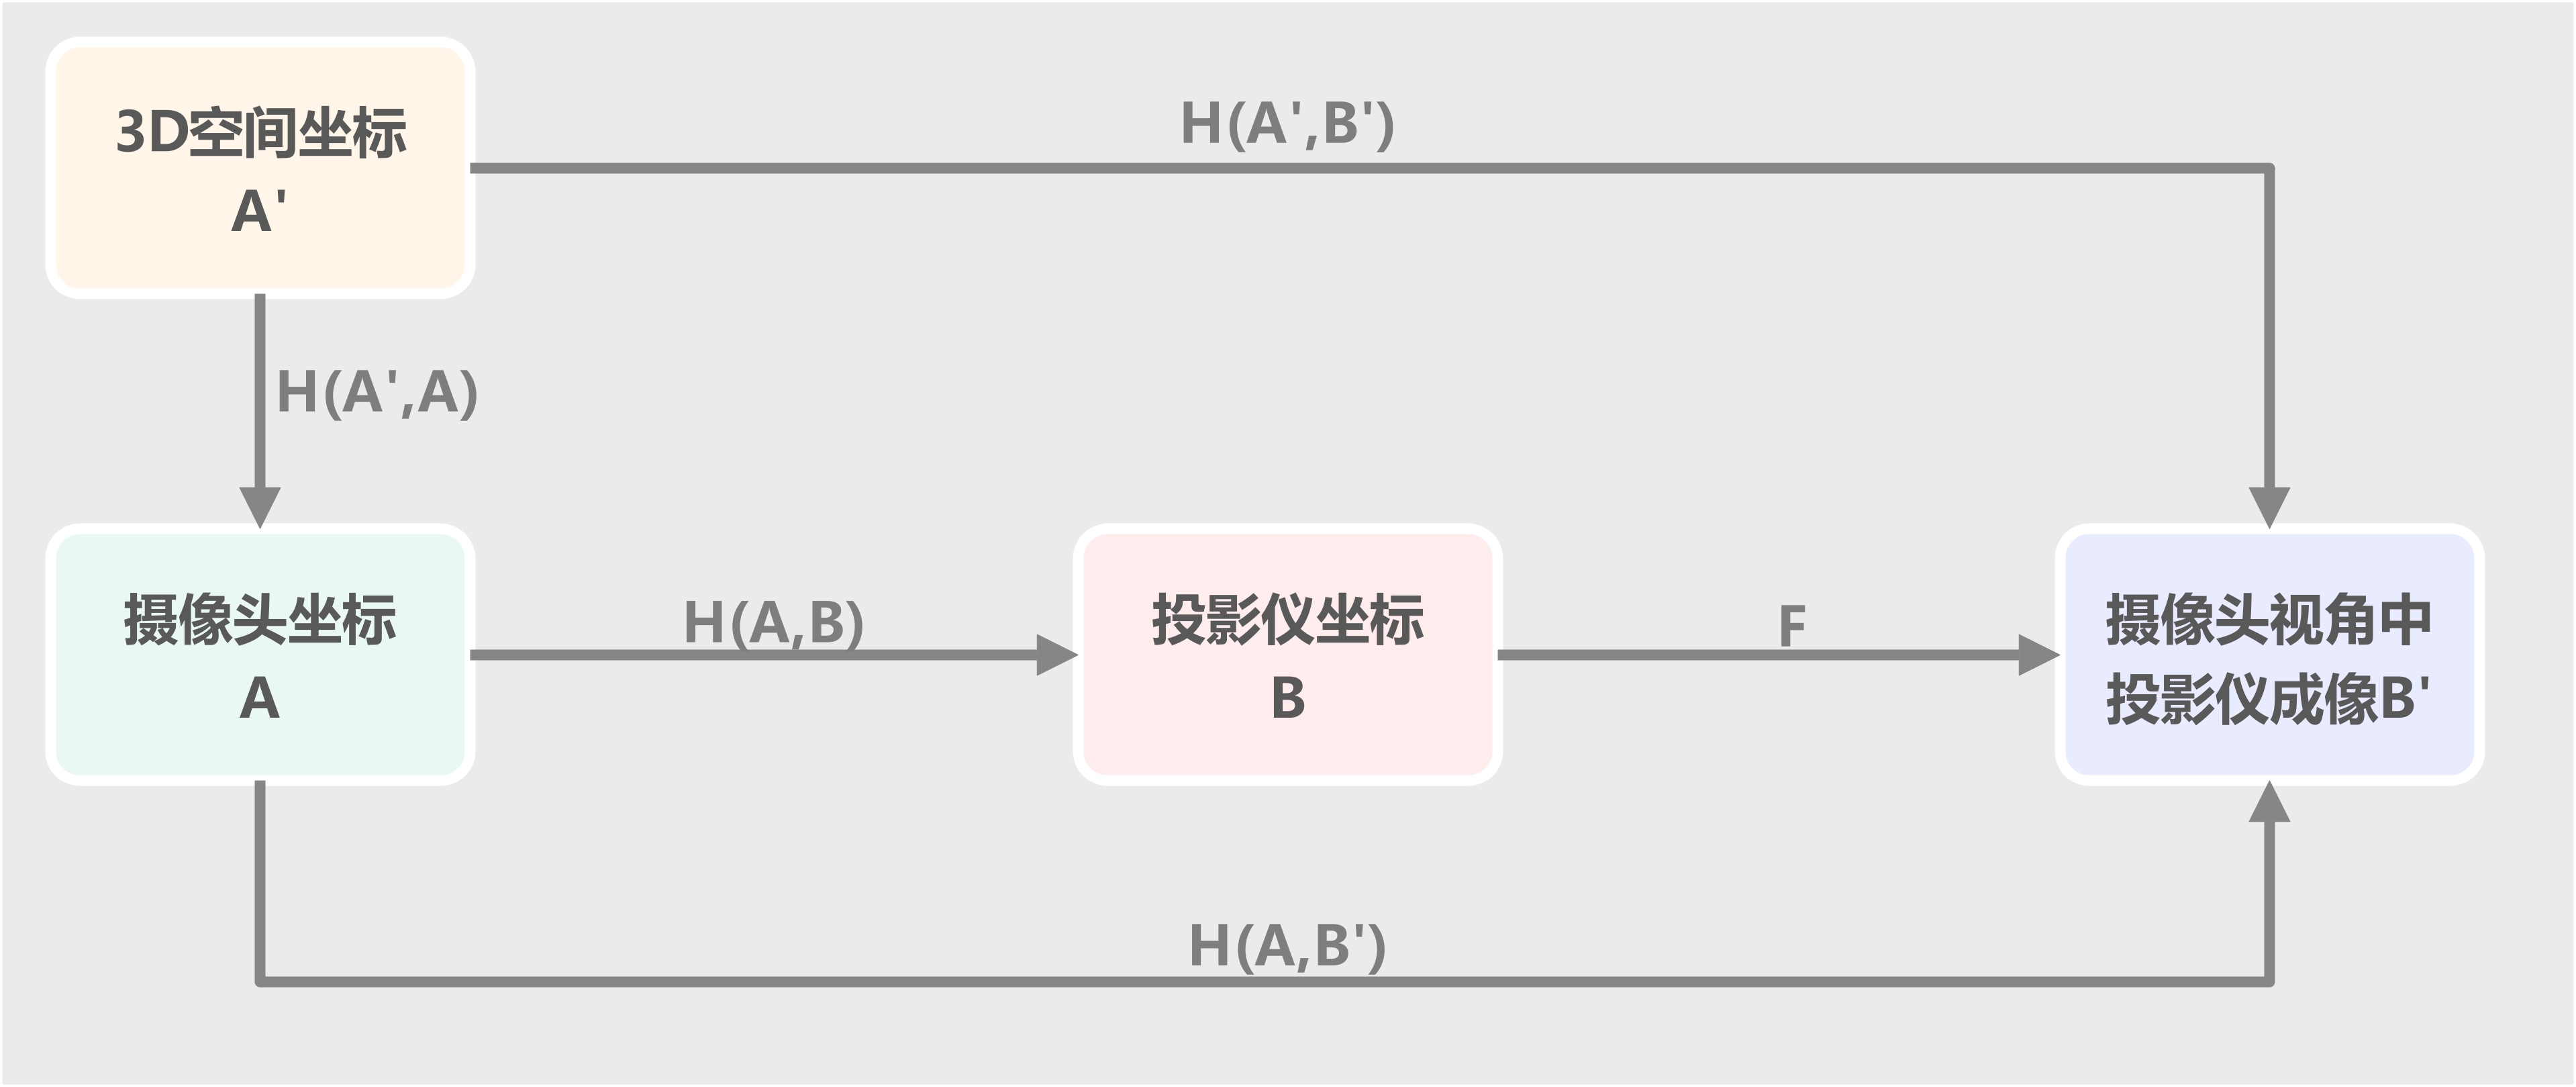 3D空间坐标
A'
H(A',B')
H(A',A)
摄像头坐标
A
H(A,B)
投影仪坐标
B
F
摄像头视角中
投影仪成像B'
H(A,B')